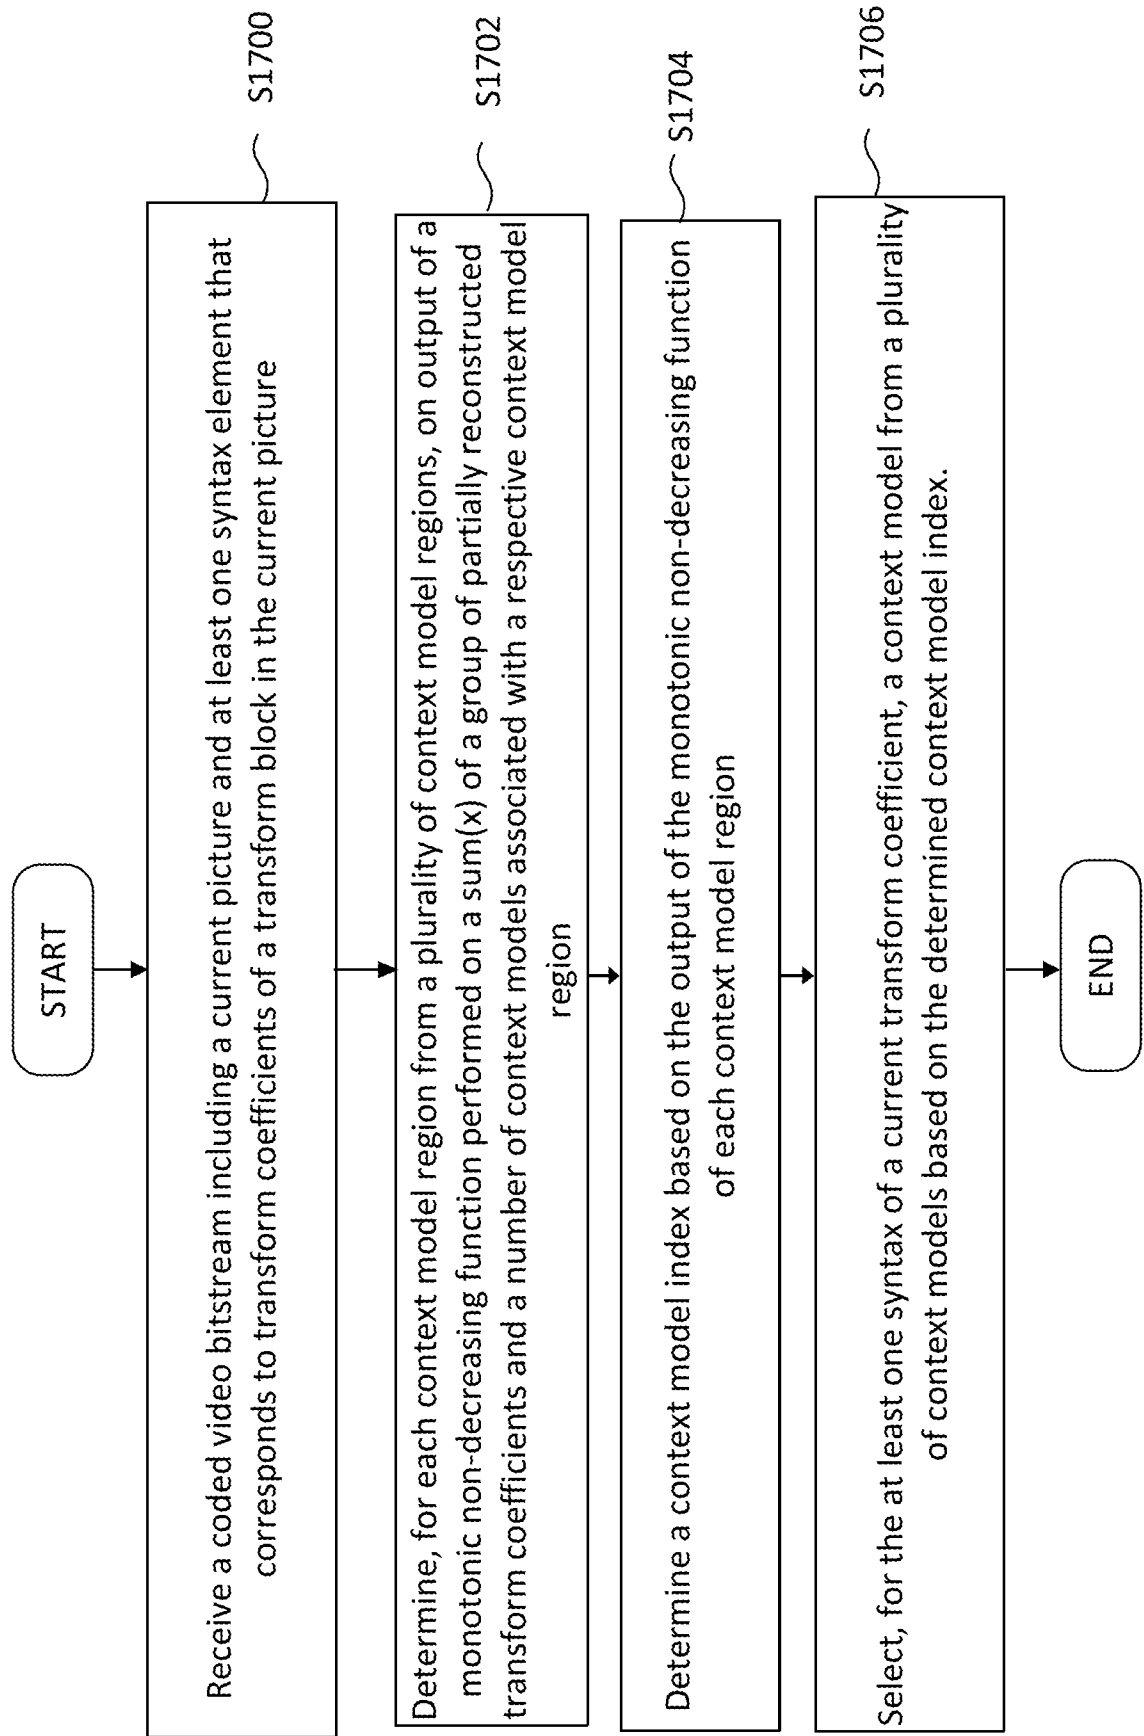 START
Receive a coded video bitstream including a current picture and at least one syntax element that
corresponds to transform coefficients of a transform block in the current picture
S1700
Determine, for each context model region from a plurality of context model regions, on output of a
monotonic non-decreasing function performed on a sum(x) of a group of partially reconstructed
transform coefficients and a number of context models associated with a respective context model
region
S1702
Determine a context model index based on the output of the monotonic non-decreasing function
of each context model region
S1704
Select, for the at least one syntax of a current transform coefficient, a context model from a plurality
of context models based on the determined context model index.
S1706
END